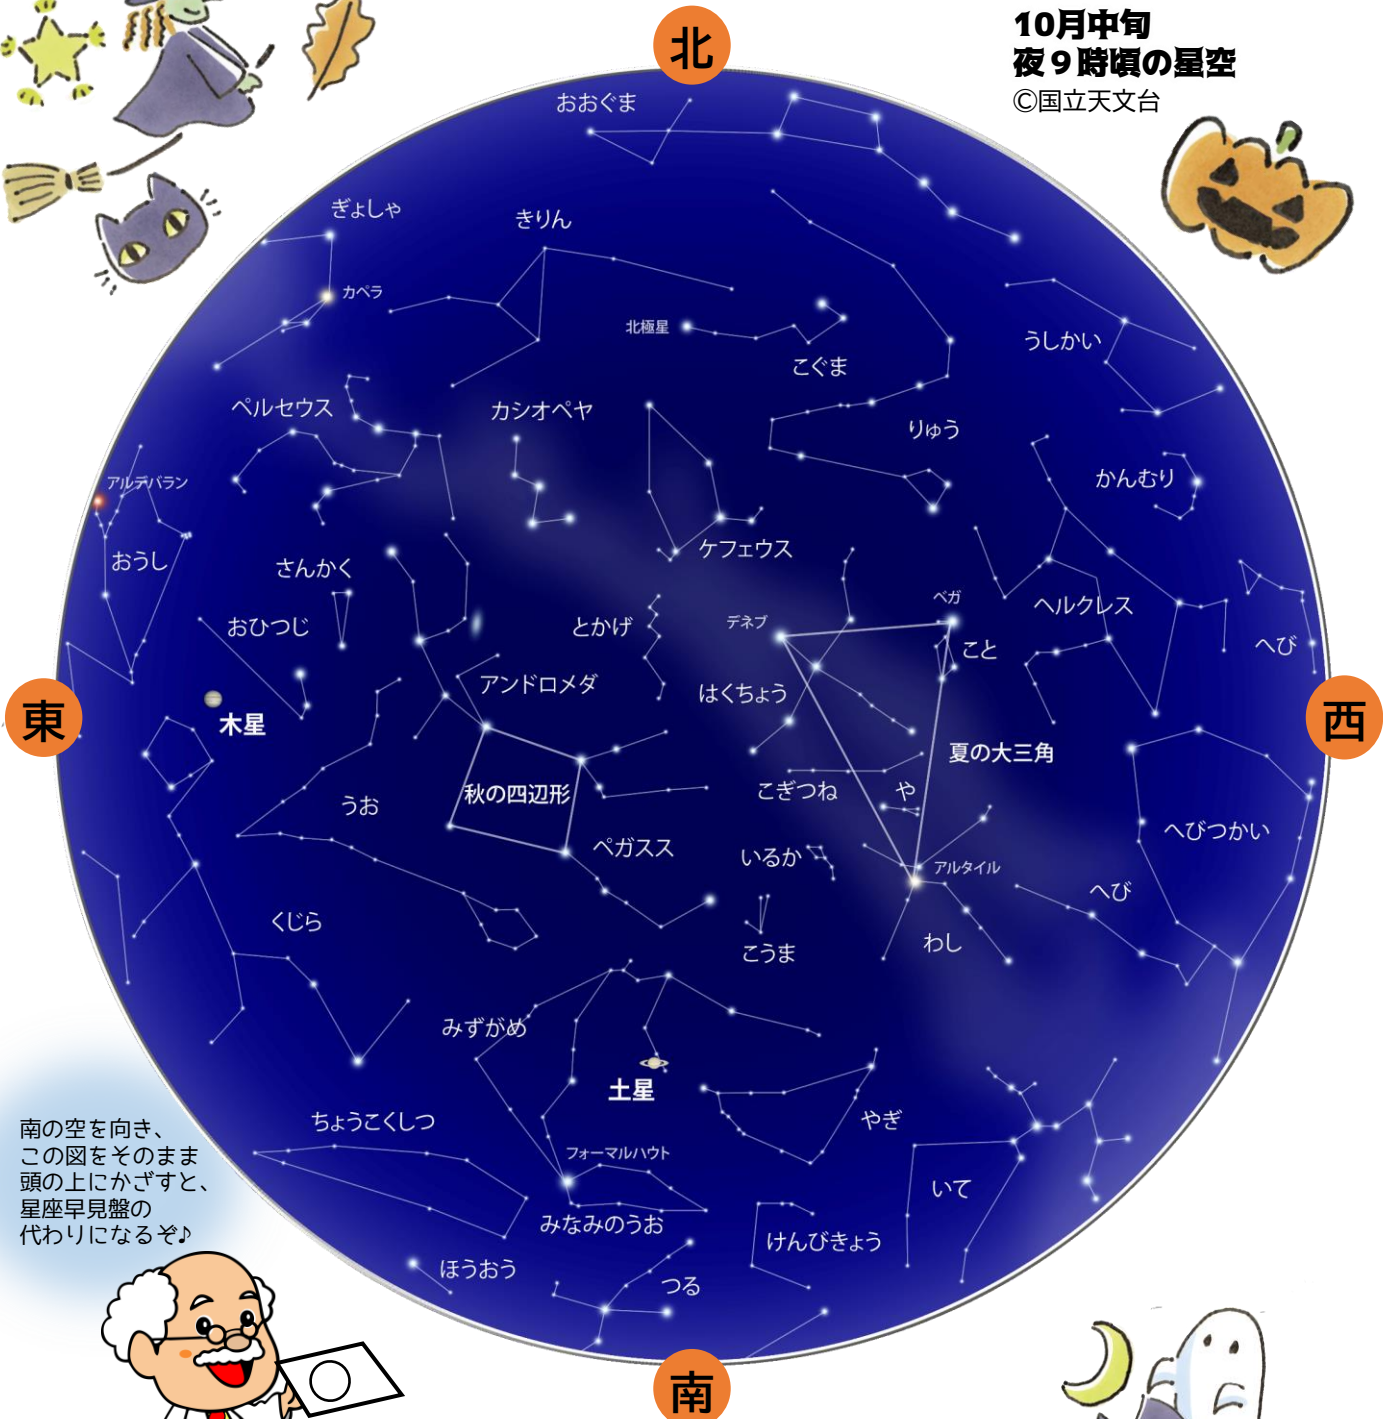 北
10月中旬
夜9時頃の星空
©国立天文台
おおぐま
ぎょしゃ
きりん
カペラ
北極星
こぐま
うしかい
ペルセウス
カシオペヤ
りゅう
かんむり
アルデバラン
おうし
さんかく
ケフェウス
ヘルクレス
ベガ
おひつじ
とかげ
デネブ
こと
へび
アンドロメダ
はくちょう
東
木星
西
夏の大三角
うお
秋の四辺形
こぎつね
や
ペガスス
いるか
へびつかい
アルタイル
へび
くじら
こうま
わし
みずがめ
土星
ちょうこくしつ
やぎ
フォーマルハウト
いて
みなみのうお
けんびきょう
ほうおう
つる
南の空を向き、
この図をそのまま
頭の上にかざすと、
星座早見盤の
代わりになるぞ♪
南